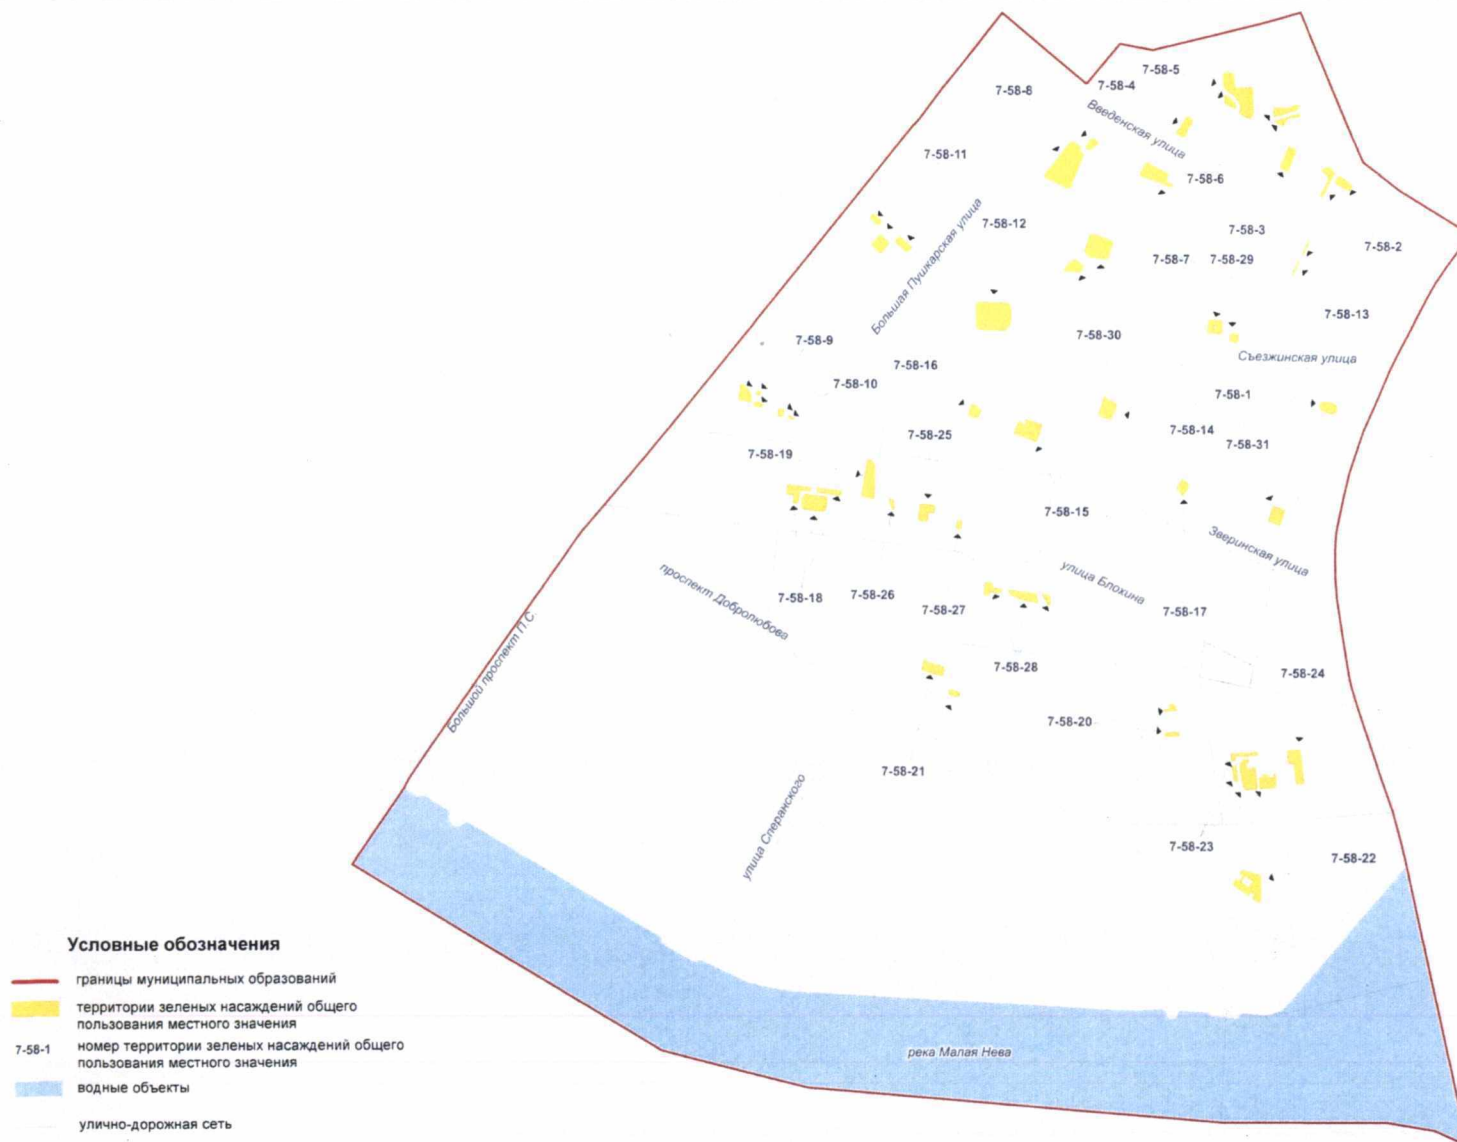 7-58-5
7-58-4
7-58-8
Введенская улица
7-58-11
7-58-6
7-58-12
7-58-3
7-58-2
7-58-7
7-58-29
Большая Пушкарская улица
7-58-13
7-58-30
7-58-9
Съезжинская улица
7-58-16
7-58-10
7-58-1
7-58-14
7-58-25
7-58-31
7-58-19
7-58-15
Зверинская улица
улица Блохина
проспект Добролюбова
7-58-18
7-58-26
7-58-27
7-58-17
Большой проспект П.С.
7-58-28
7-58-24
7-58-20
7-58-21
улица Сперанского
7-58-23
7-58-22
река Малая Нева
Условные обозначения
границы муниципальных образований
территории зеленых насаждений общего
пользования местного значения
7-58-1
номер территории зеленых насаждений общего
пользования местного значения
водные объекты
улично-дорожная сеть